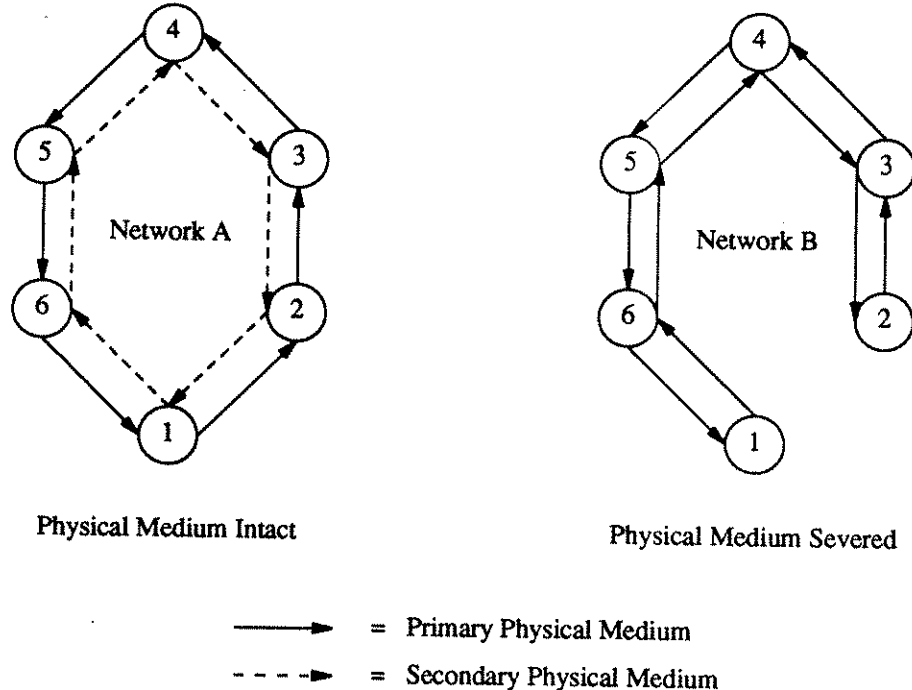 4
5
3
Network A
6
2
1
Physical Medium Intact
4
5
3
Network B
6
2
1
Physical Medium Severed
= Primary Physical Medium
= Secondary Physical Medium